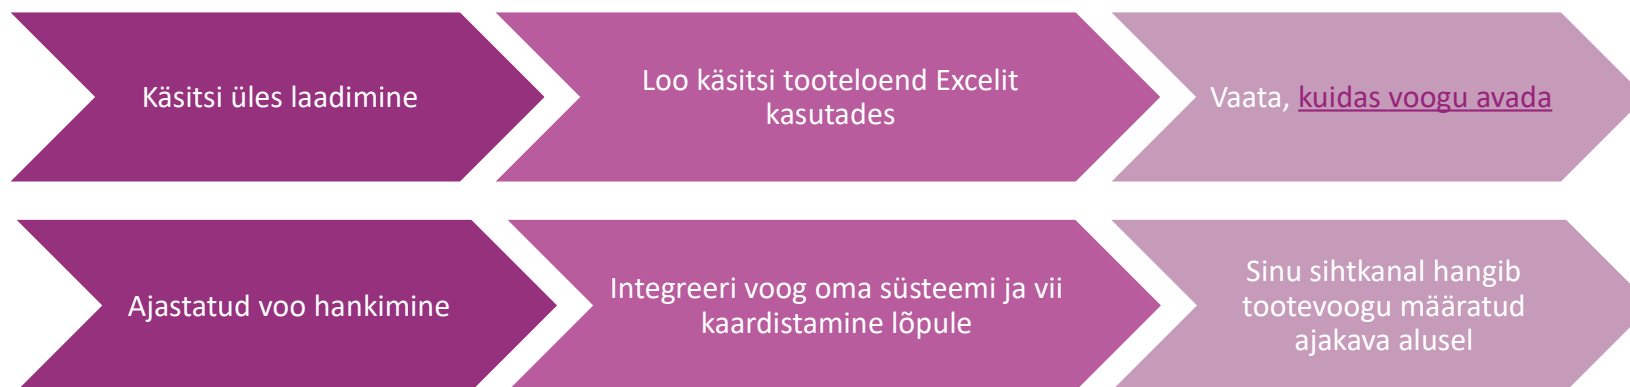 Käsitsi üles laadimine
Loo käsitsi tooteloend Excelit
kasutades
Vaata, kuidas voogu avada
Ajastatud voo hankimine
Integreeri voog oma süsteemi ja vii
kaardistamine lõpule
Sinu sihtkanal hangib
tootevoogu määratud
ajakava alusel